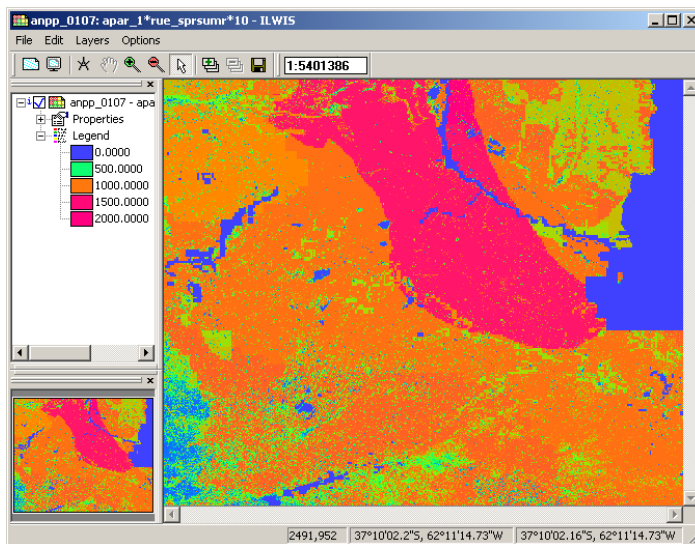 anpp_0107: apar_1*rue_sprsumr*10 - ILWIS
File Edit Layers Options
1:5401386
anpp_0107 - apa
Properties
Legend
0.0000
500.0000
1000.0000
1500.0000
2000.0000
2491,952 37°10'02.2"S, 62°11'14.73"W 37°10'02.16"S, 62°11'14.73"W